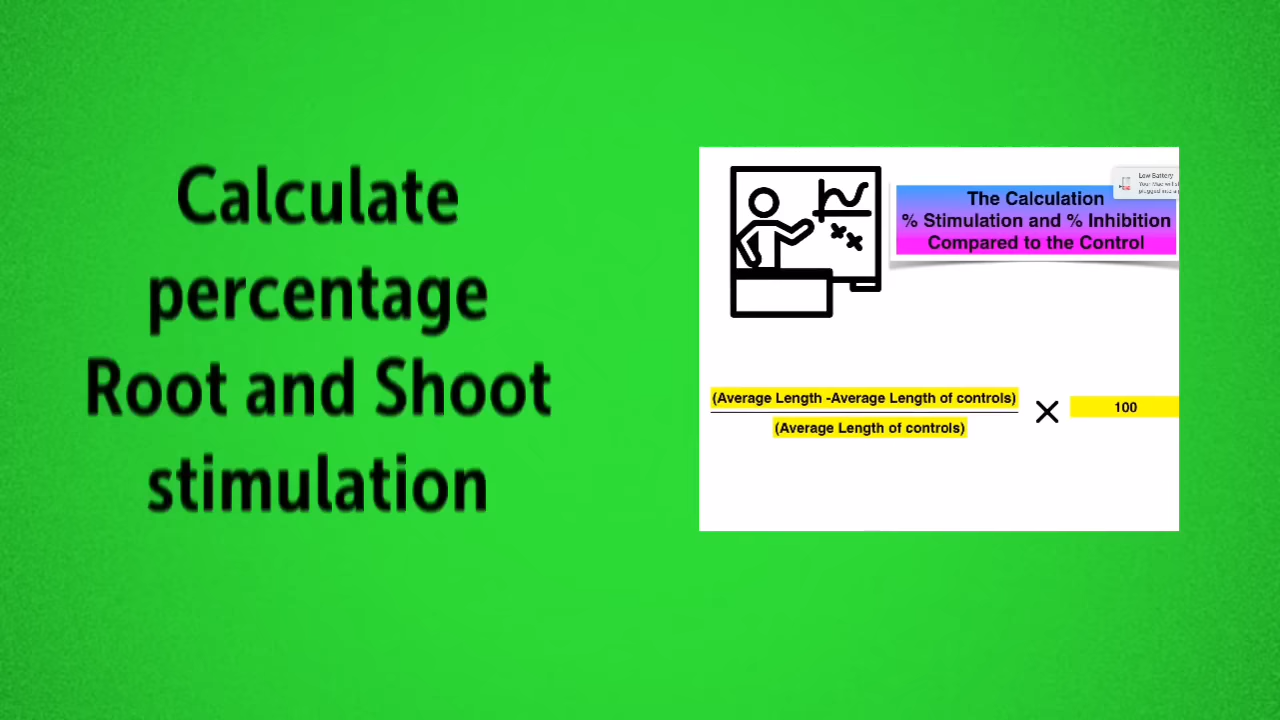 Calculate
percentage
Root and Shoot
stimulation
Low Battery
The Calculation
% Stimulation and % Inhibition
Compared to the Control
(Average Length -Average Length of controls)
(Average Length of controls)
×
100